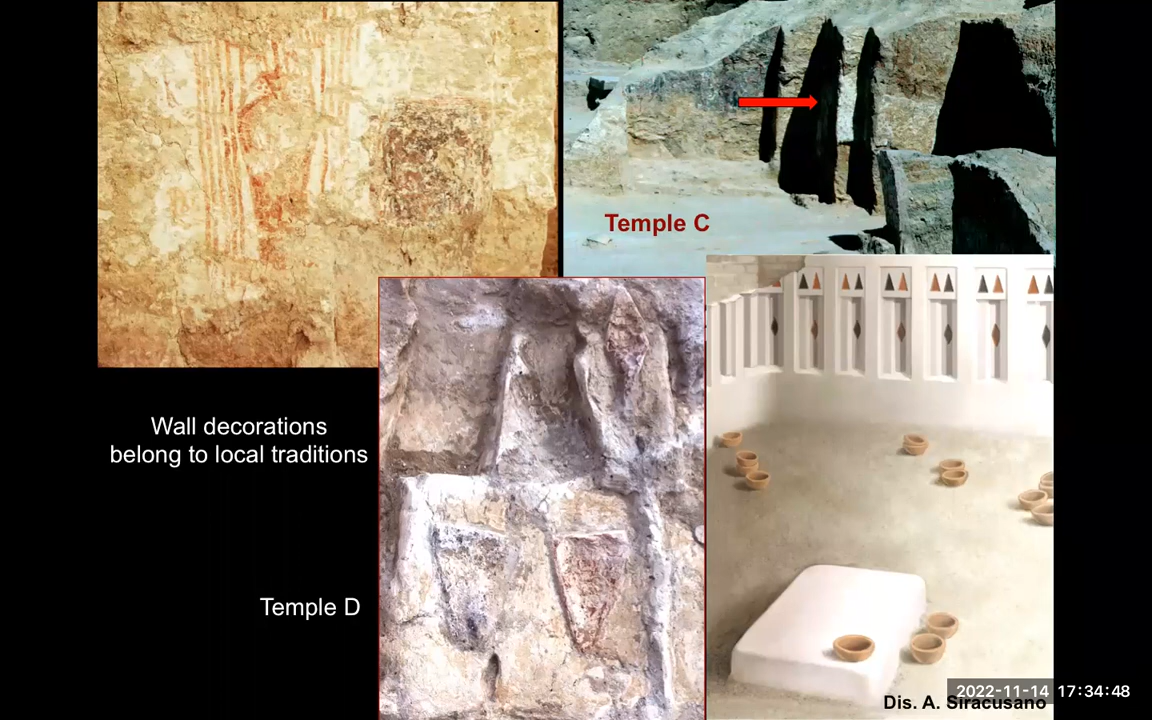 Temple C
Wall decorations
belong to local traditions
Temple D
2022-11-14 17:34:48
Dis. A. Siracusano